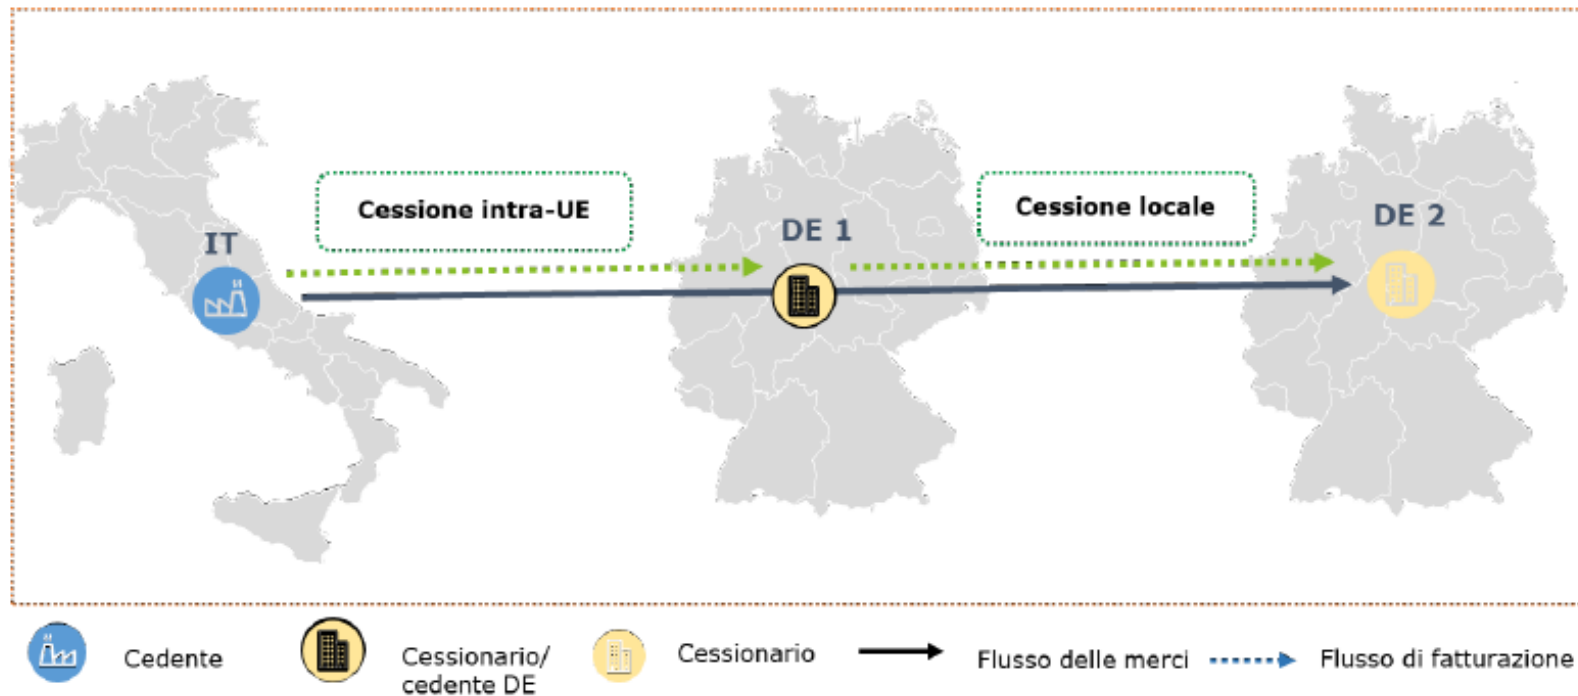 Cessione intra-UE
Cessione locale
IT
DE 1
DE 2
Cedente
Cessionario/
cedente DE
Cessionario
Flusso delle merci
Flusso di fatturazione